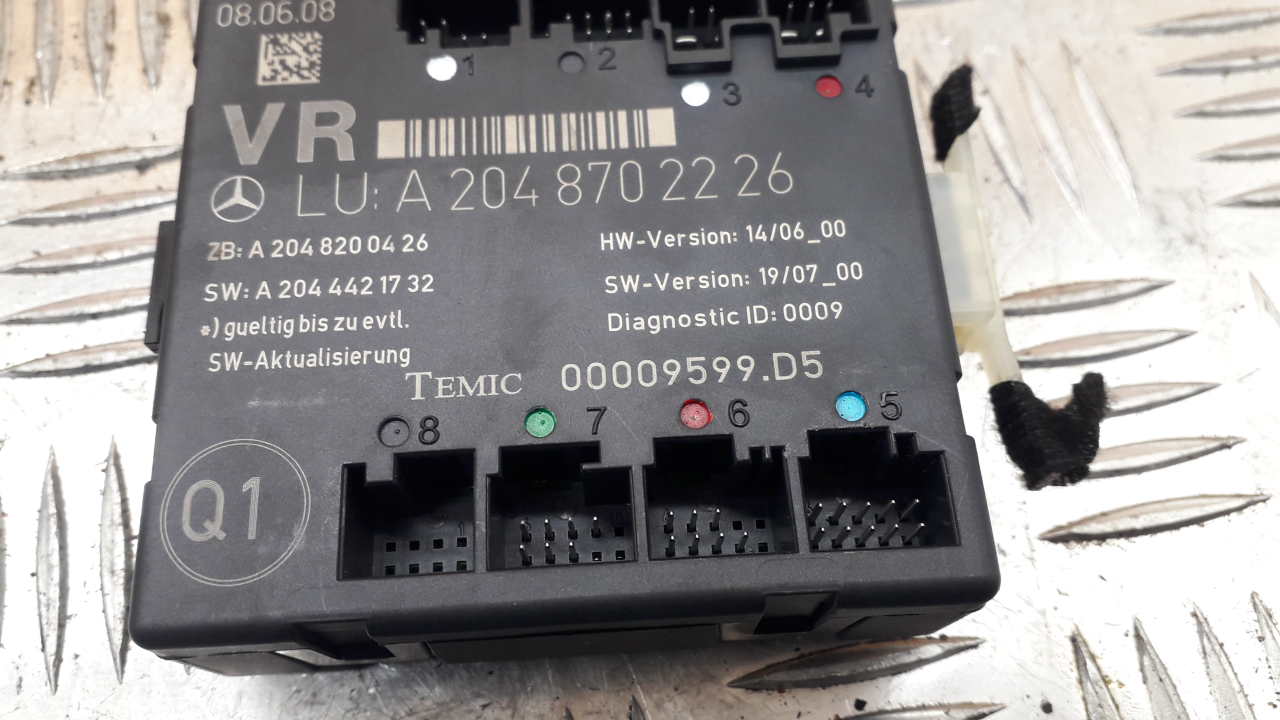 08.06.08
1 2 3 4
VR
LU: A 204 870 22 26
ZB: A 204 820 04 26
HW-Version: 14/06_00
SW: A 204 442 17 32
SW-Version: 19/07_00
*) gueltig bis zu evtl.
Diagnostic ID: 0009
SW-Aktualisierung
TEMIC 00009599.D5
8 7 6 5
Q1